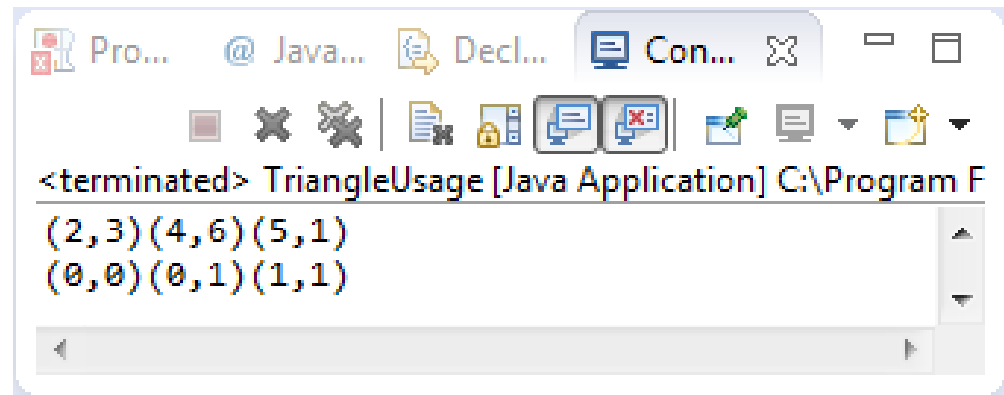 Pro... @ Java... Decl... Con...
<terminated> TriangleUsage [Java Application] C:\Program F
(2,3)(4,6)(5,1)
(0,0)(0,1)(1,1)